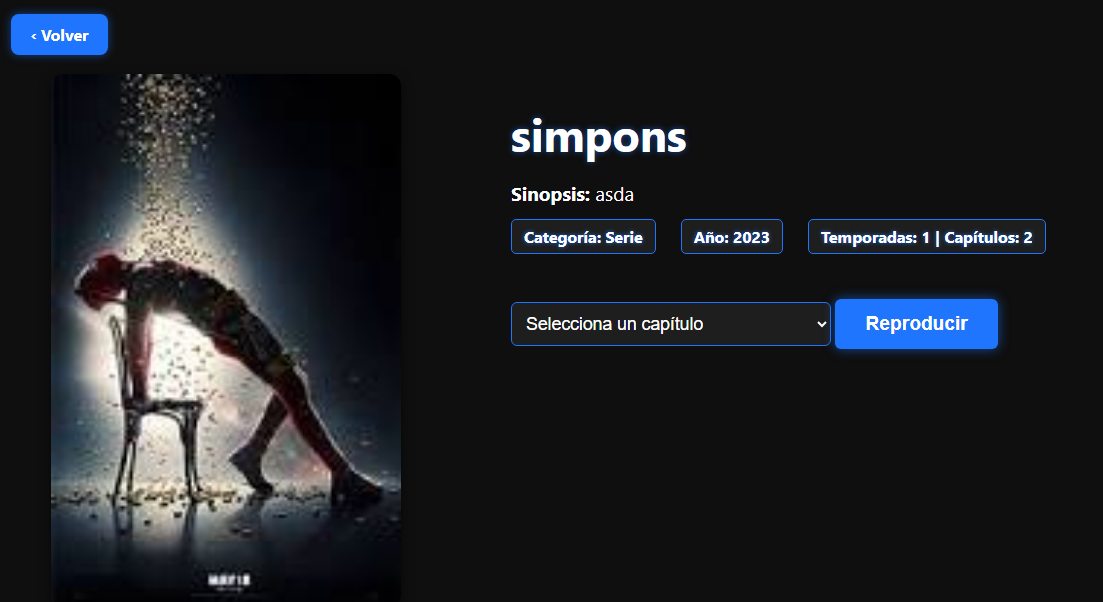 ‹ Volver
simpons
Sinopsis: asda
Categoría: Serie
Año: 2023
Temporadas: 1 | Capítulos: 2
Selecciona un capítulo
Reproducir